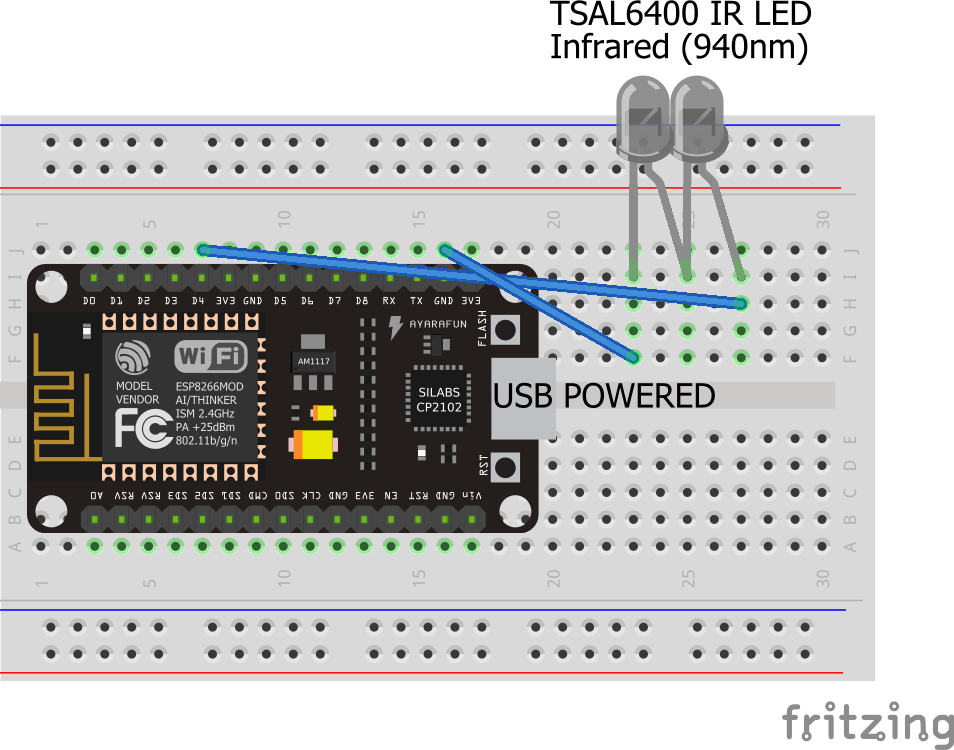 TSAL6400 IR LED
Infrared (940nm)
1 5 10 15 20 25 30
J J
I I
D0 D1 D2 D3 D4 3V3 GND D5 D6 D7 D8 RX TX GND 3V3
H H
G G
F F
AYARAFUN
FLASH
WiFi
AM1117
MODEL
VENDOR
ESP8266MOD
AI/THINKER
ISM 2.4GHz
PA +25dBm
802.11b/g/n
FC
SILABS
CP2102
USB POWERED
RST
E E
D D
C C
B B
A A
A0 RSV RSV SD3 SD2 SD1 CMD SD0 CLK GND 3V3 EN RST GND Vin
1 5 10 15 20 25 30
fritzing